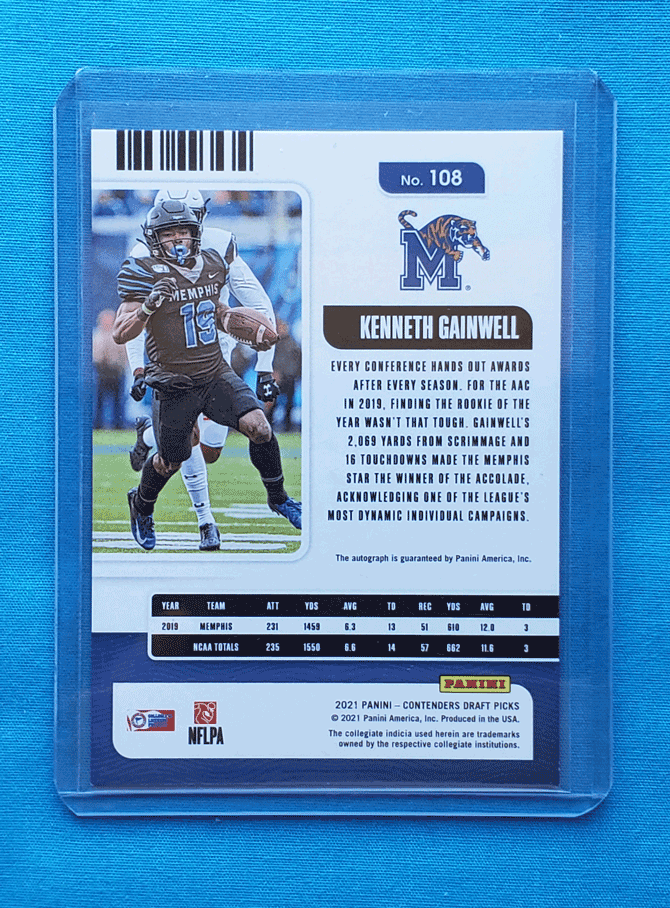 No. 108
M
®
MEMPHIS
19
KENNETH GAINWELL
EVERY CONFERENCE HANDS OUT AWARDS
AFTER EVERY SEASON. FOR THE AAC
IN 2019, FINDING THE ROOKIE OF THE
YEAR WASN'T THAT TOUGH. GAINWELL'S
2,069 YARDS FROM SCRIMMAGE AND
16 TOUCHDOWNS MADE THE MEMPHIS
STAR THE WINNER OF THE ACCOLADE,
ACKNOWLEDGING ONE OF THE LEAGUE'S
MOST DYNAMIC INDIVIDUAL CAMPAIGNS.
The autograph is guaranteed by Panini America, Inc.
YEAR TEAM ATT YDS AVG TD REC YDS AVG TD
2019 MEMPHIS 231 1459 6.3 13 51 610 12.0 3
NCAA TOTALS 235 1550 6.6 14 57 662 11.6 3
PANINI
2021 PANINI – CONTENDERS DRAFT PICKS
© 2021 Panini America, Inc. Produced in the USA.
The collegiate indicia used herein are trademarks
owned by the respective collegiate institutions.
NFLPA